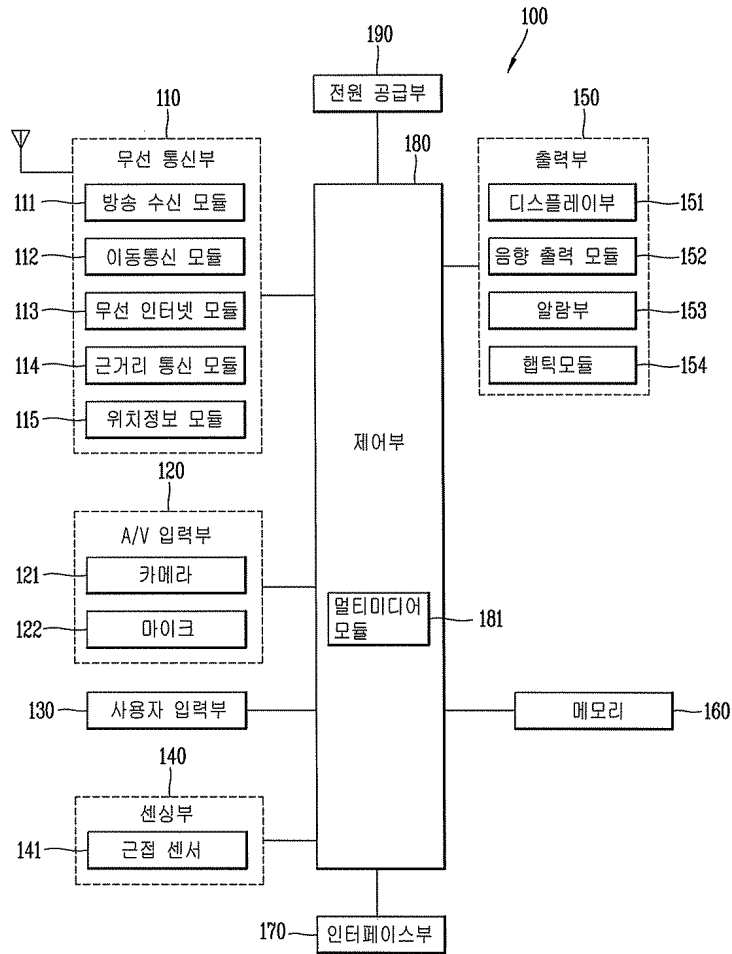 100
190
전원 공급부
110
무선 통신부
111 방송 수신 모듈
112 이동통신 모듈
113 무선 인터넷 모듈
114 근거리 통신 모듈
115 위치정보 모듈
120
A/V 입력부
121 카메라
122 마이크
130 사용자 입력부
140
센싱부
141 근접 센서
180
제어부
멀티미디어
모듈 181
150
출력부
디스플레이부 151
음향 출력 모듈 152
알람부 153
햅틱모듈 154
메모리 160
170 인터페이스부